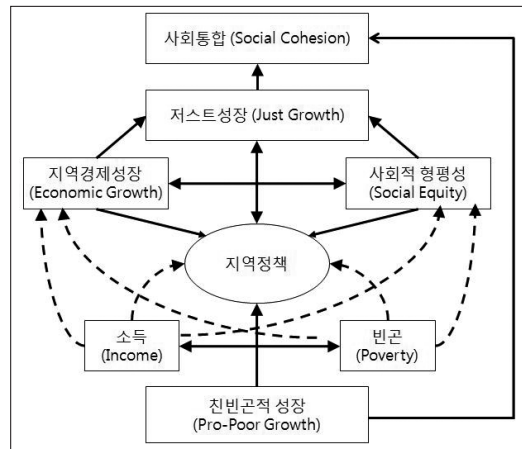 사회통합 (Social Cohesion)
저스트성장 (Just Growth)
지역경제성장
(Economic Growth)
사회적 형평성
(Social Equity)
지역정책
소득
(Income)
빈곤
(Poverty)
친빈곤적 성장
(Pro-Poor Growth)